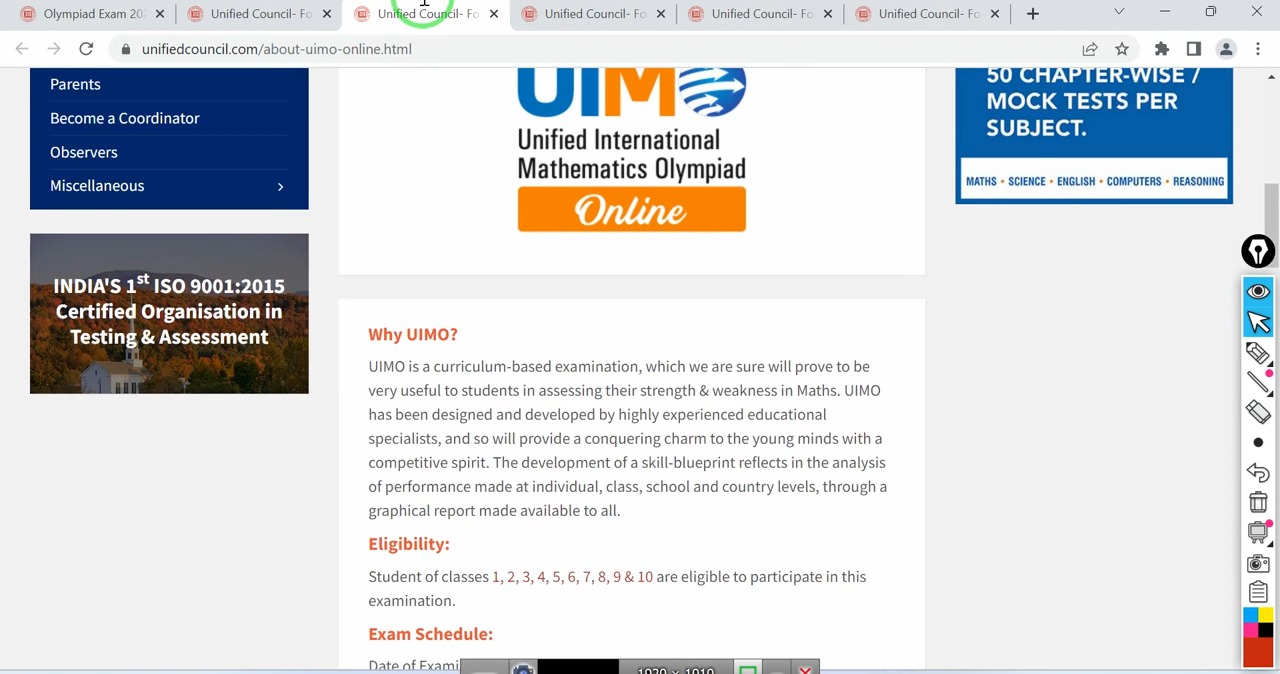 Olympiad Exam 202
Unified Council- Fo
Unified Council- Fo
Unified Council- Fo
Unified Council- Fo
Unified Council- Fo
unifiedcouncil.com/about-uimo-online.html
Parents
Become a Coordinator
Observers
Miscellaneous
INDIA'S 1st ISO 9001:2015
Certified Organisation in
Testing & Assessment
UIMO
Unified International
Mathematics Olympiad
Online
50 CHAPTER-WISE /
MOCK TESTS PER
SUBJECT.
MATHS • SCIENCE • ENGLISH • COMPUTERS • REASONING
Why UIMO?
UIMO is a curriculum-based examination, which we are sure will prove to be
very useful to students in assessing their strength & weakness in Maths. UIMO
has been designed and developed by highly experienced educational
specialists, and so will provide a conquering charm to the young minds with a
competitive spirit. The development of a skill-blueprint reflects in the analysis
of performance made at individual, class, school and country levels, through a
graphical report made available to all.
Eligibility:
Student of classes 1, 2, 3, 4, 5, 6, 7, 8, 9 & 10 are eligible to participate in this
examination.
Exam Schedule:
Date of Exami
1920 × 1010